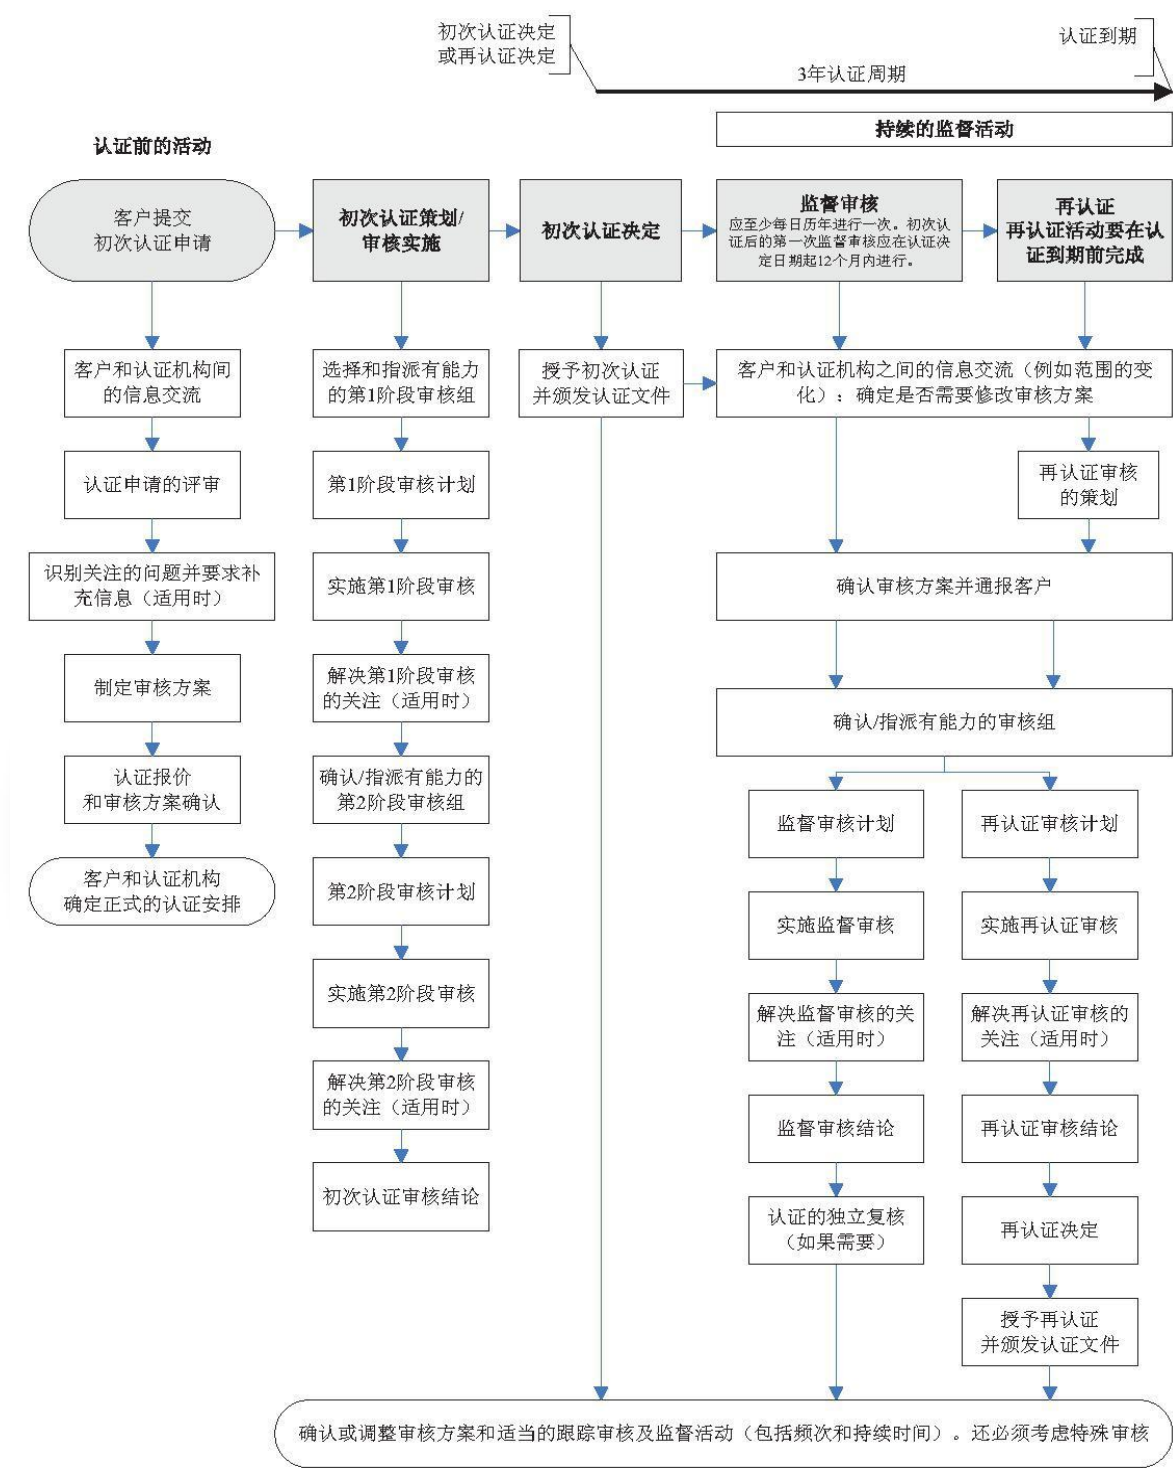 初次认证决定
或再认证决定
认证到期
3年认证周期
持续的监督活动
认证前的活动
客户提交
初次认证申请
初次认证策划/
审核实施
初次认证决定
监督审核
应至少每日历年进行一次。初次认
证后的第一次监督审核应在认证决
定日期起12个月内进行。
再认证
再认证活动要在认
证到期前完成
客户和认证机构间
的信息交流
认证申请的评审
识别关注的问题并要求补
充信息（适用时）
制定审核方案
认证报价
和审核方案确认
客户和认证机构
确定正式的认证安排
选择和指派有能力
的第1阶段审核组
第1阶段审核计划
实施第1阶段审核
解决第1阶段审核
的关注（适用时）
确认/指派有能力的
第2阶段审核组
第2阶段审核计划
实施第2阶段审核
解决第2阶段审核
的关注（适用时）
初次认证审核结论
授予初次认证
并颁发认证文件
客户和认证机构之间的信息交流（例如范围的变
化）：确定是否需要修改审核方案
再认证审核
的策划
确认审核方案并通报客户
确认/指派有能力的审核组
监督审核计划
实施监督审核
解决监督审核的关
注（适用时）
监督审核结论
认证的独立复核
（如果需要）
再认证审核计划
实施再认证审核
解决再认证审核的
关注（适用时）
再认证审核结论
再认证决定
授予再认证
并颁发认证文件
确认或调整审核方案和适当的跟踪审核及监督活动（包括频次和持续时间）。还必须考虑特殊审核